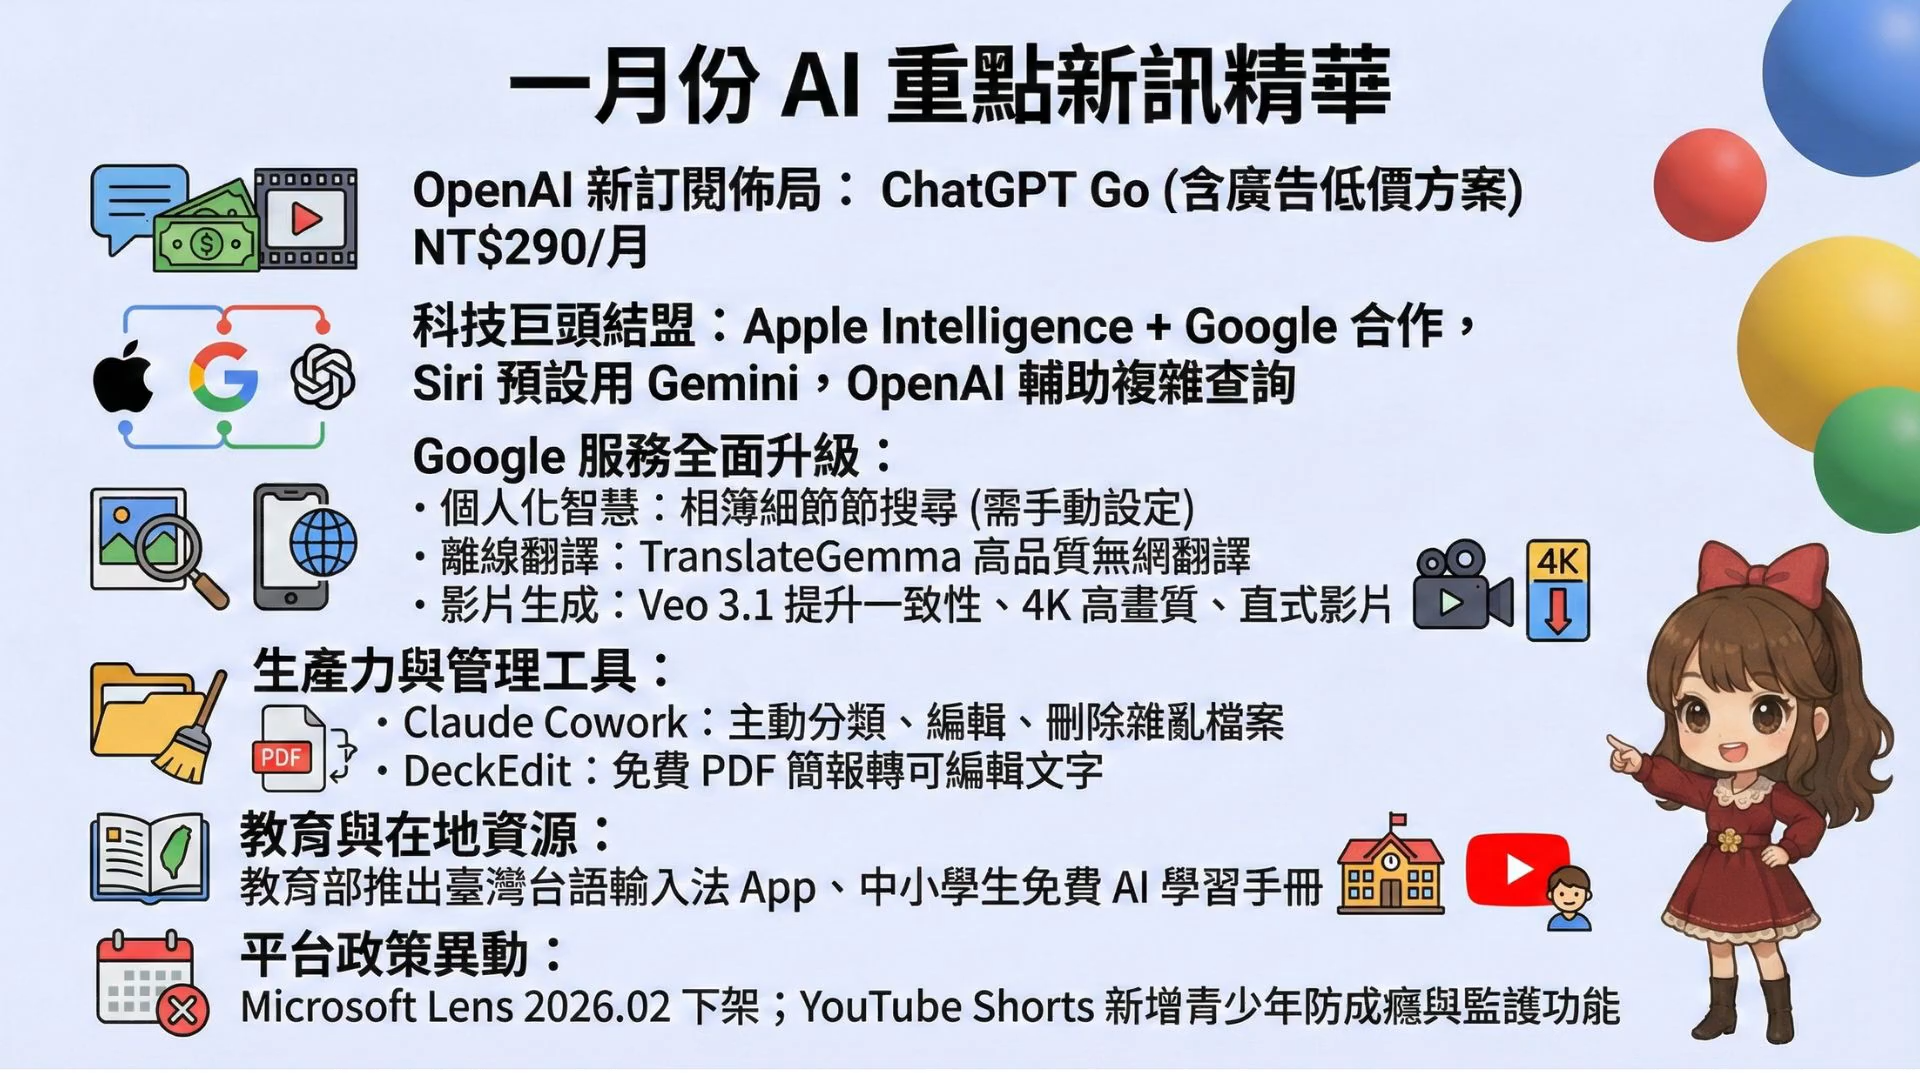 一月份 AI 重點新訊精華
OpenAI 新訂閱佈局： ChatGPT Go (含廣告低價方案)
NT$290/月
科技巨頭結盟：Apple Intelligence + Google 合作，
Siri 預設用 Gemini，OpenAI 輔助複雜查詢
Google 服務全面升級：
・個人化智慧：相簿細節節搜尋 (需手動設定)
・離線翻譯：TranslateGemma 高品質無網翻譯
・影片生成：Veo 3.1 提升一致性、4K 高畫質、直式影片
4K
生產力與管理工具：
・Claude Cowork：主動分類、編輯、刪除雜亂檔案
PDF
・DeckEdit：免費 PDF 簡報轉可編輯文字
教育與在地資源：
教育部推出臺灣台語輸入法 App、中小學生免費 AI 學習手冊
平台政策異動：
Microsoft Lens 2026.02 下架；YouTube Shorts 新增青少年防成癮與監護功能